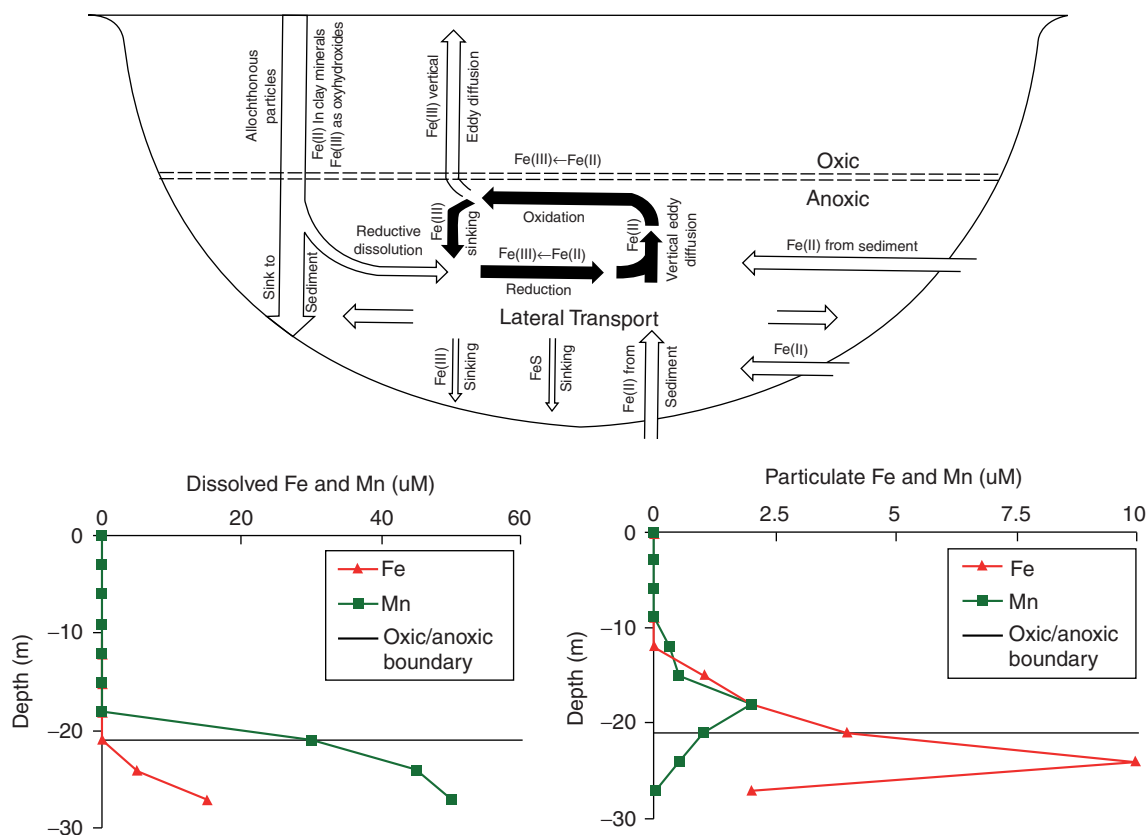 Allochthonous
particles
Fe(II) In clay minerals
Fe(III) as oxyhydroxides
Fe(III) vertical
Eddy diffusion
Fe(III)←Fe(II)
Oxic
Anoxic
Oxidation
Fe(III)
sinking
Fe(II)
Vertical eddy
diffusion
Reductive
dissolution
Fe(III)←Fe(II)
Reduction
Fe(II) from sediment
Sink to
Sediment
Lateral Transport
Fe(III)
Sinking
FeS
Sinking
Fe(II) from
Sediment
Fe(II)
Dissolved Fe and Mn (uM)
0 20 40 60
0
–10
–20
–30
Depth (m)
Fe
Mn
Oxic/anoxic
boundary
Particulate Fe and Mn (uM)
0 2.5 5 7.5 10
0
–10
–20
–30
Depth (m)
Fe
Mn
Oxic/anoxic
boundary